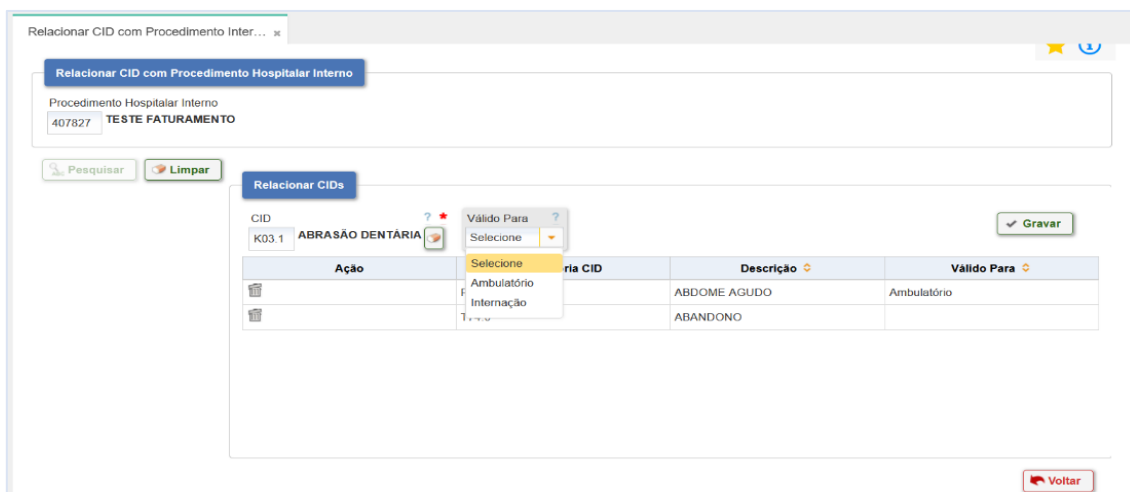 Relacionar CID com Procedimento Inter...
Relacionar CID com Procedimento Hospitalar Interno
Procedimento Hospitalar Interno
407827 TESTE FATURAMENTO
Pesquisar Limpar
Relacionar CIDs
CID ? * Válido Para ?
K03.1 ABRASÃO DENTÁRIA Selecione Gravar
Selecione
Ambulatório
Internação
Ação ria CID Descrição Válido Para
ABDOME AGUDO Ambulatório
ABANDONO
Voltar